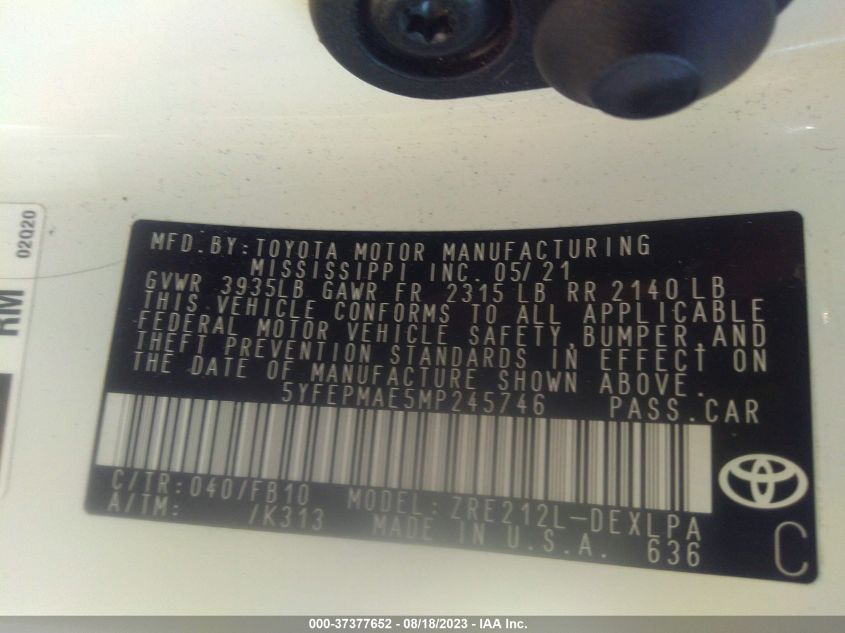 02Q20
RM
MFD. BY: TOYOTA MOTOR MANUFACTURING
MISSISSIPPI INC. 05/21
GVWR 3935LB GAWR FR 2315 LB RR 2140 LB
THIS VEHICLE CONFORMS TO ALL APPLICABLE
FEDERAL MOTOR VEHICLE SAFETY, BUMPER, AND
THEFT PREVENTION STANDARDS IN EFFECT ON
THE DATE OF MANUFACTURE SHOWN ABOVE.
5YFEPMAE5MP245746 PASS.CAR
C/TR: 040/FB10 MODEL: ZRE212L-DEXLPA
A/TM: /K313 MADE IN U.S.A. 636
C
000-37377652 - 08/18/2023 - IAA Inc.